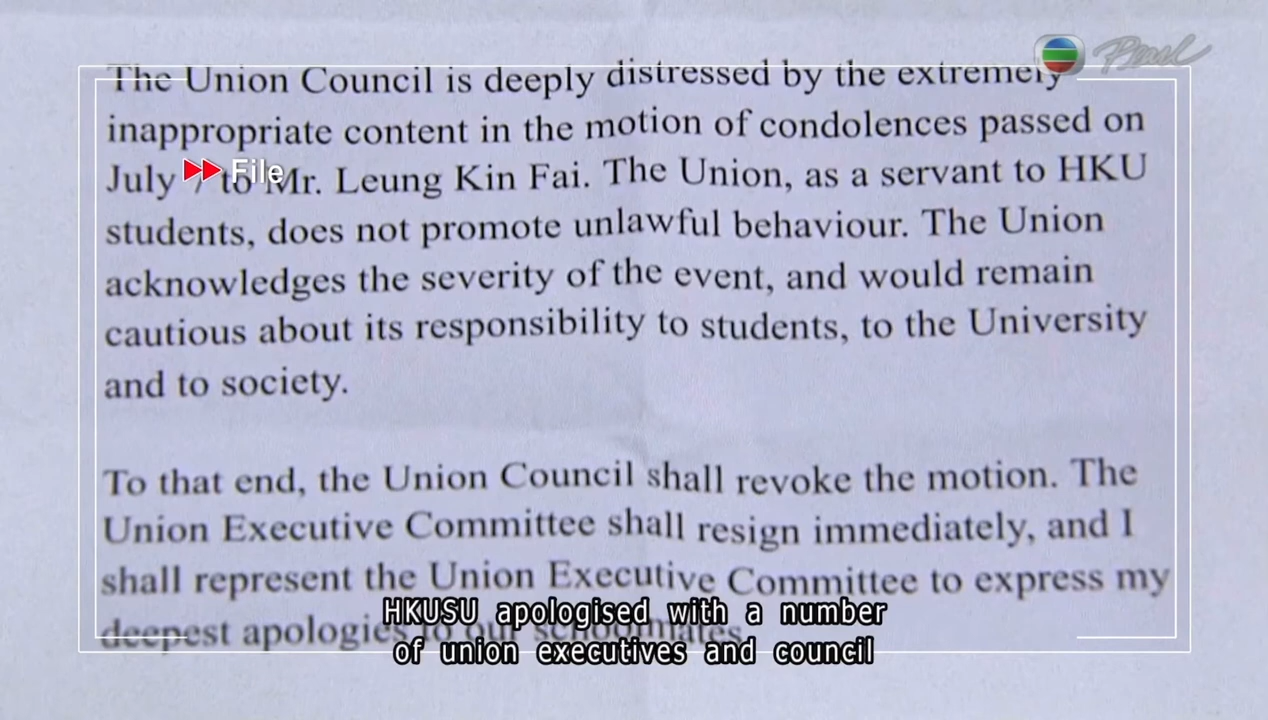 Pearl
The Union Council is deeply distressed by the extremely
inappropriate content in the motion of condolences passed on
File
July 7 to Mr. Leung Kin Fai. The Union, as a servant to HKU
students, does not promote unlawful behaviour. The Union
acknowledges the severity of the event, and would remain
cautious about its responsibility to students, to the University
and to society.
To that end, the Union Council shall revoke the motion. The
Union Executive Committee shall resign immediately, and I
shall represent the Union Executive Committee to express my
deepest apologies to our schoolmates.
HKUSU apologised with a number
of union executives and council